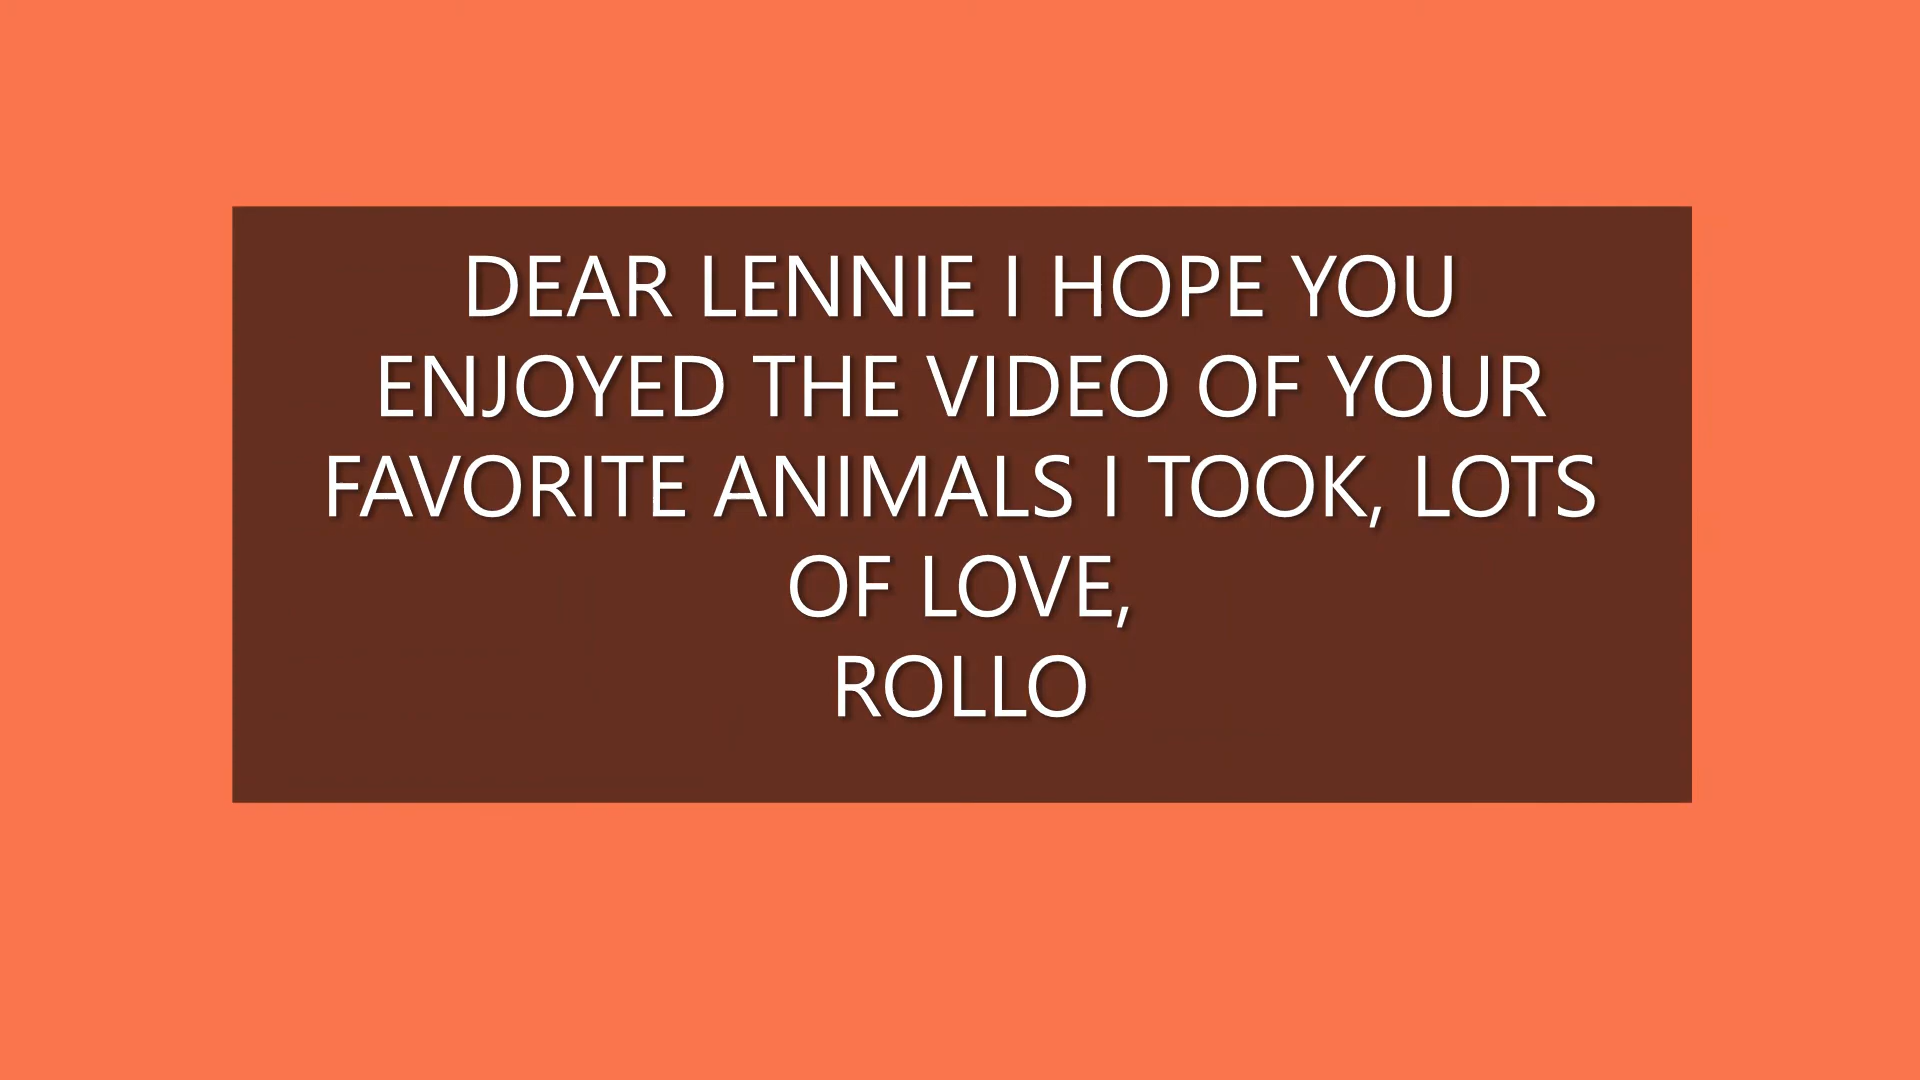 DEAR LENNIE I HOPE YOU
ENJOYED THE VIDEO OF YOUR
FAVORITE ANIMALS I TOOK, LOTS
OF LOVE,
ROLLO